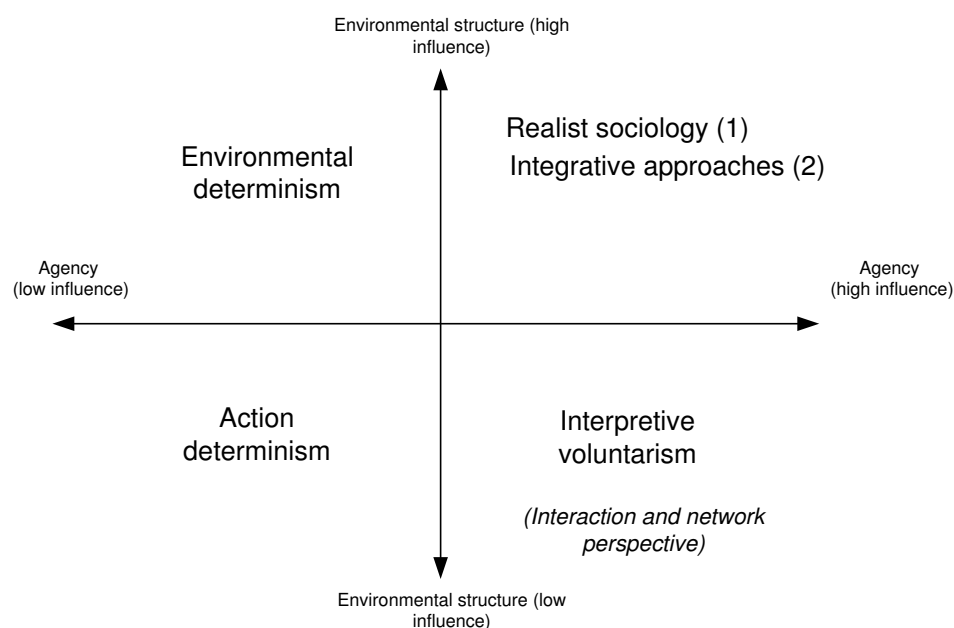 Environmental structure (high
influence)
Realist sociology (1)
Integrative approaches (2)
Environmental
determinism
Agency
(low influence)
Agency
(high influence)
Action
determinism
Interpretive
voluntarism
(Interaction and network
perspective)
Environmental structure (low
influence)